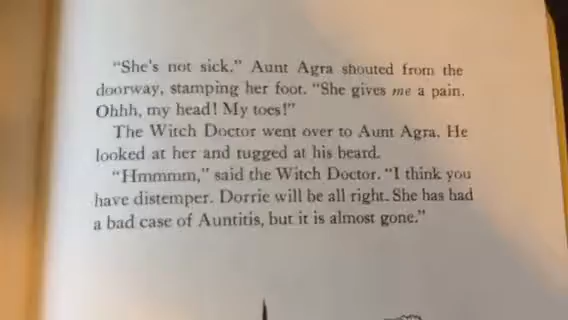 "She's not sick." Aunt Agra shouted from the
doorway, stamping her foot. "She gives me a pain.
Ohhh, my head! My toes!"
The Witch Doctor went over to Aunt Agra. He
looked at her and tugged at his beard.
"Hmmmm," said the Witch Doctor. "I think you
have distemper. Dorrie will be all right. She has had
a bad case of Auntitis, but it is almost gone."